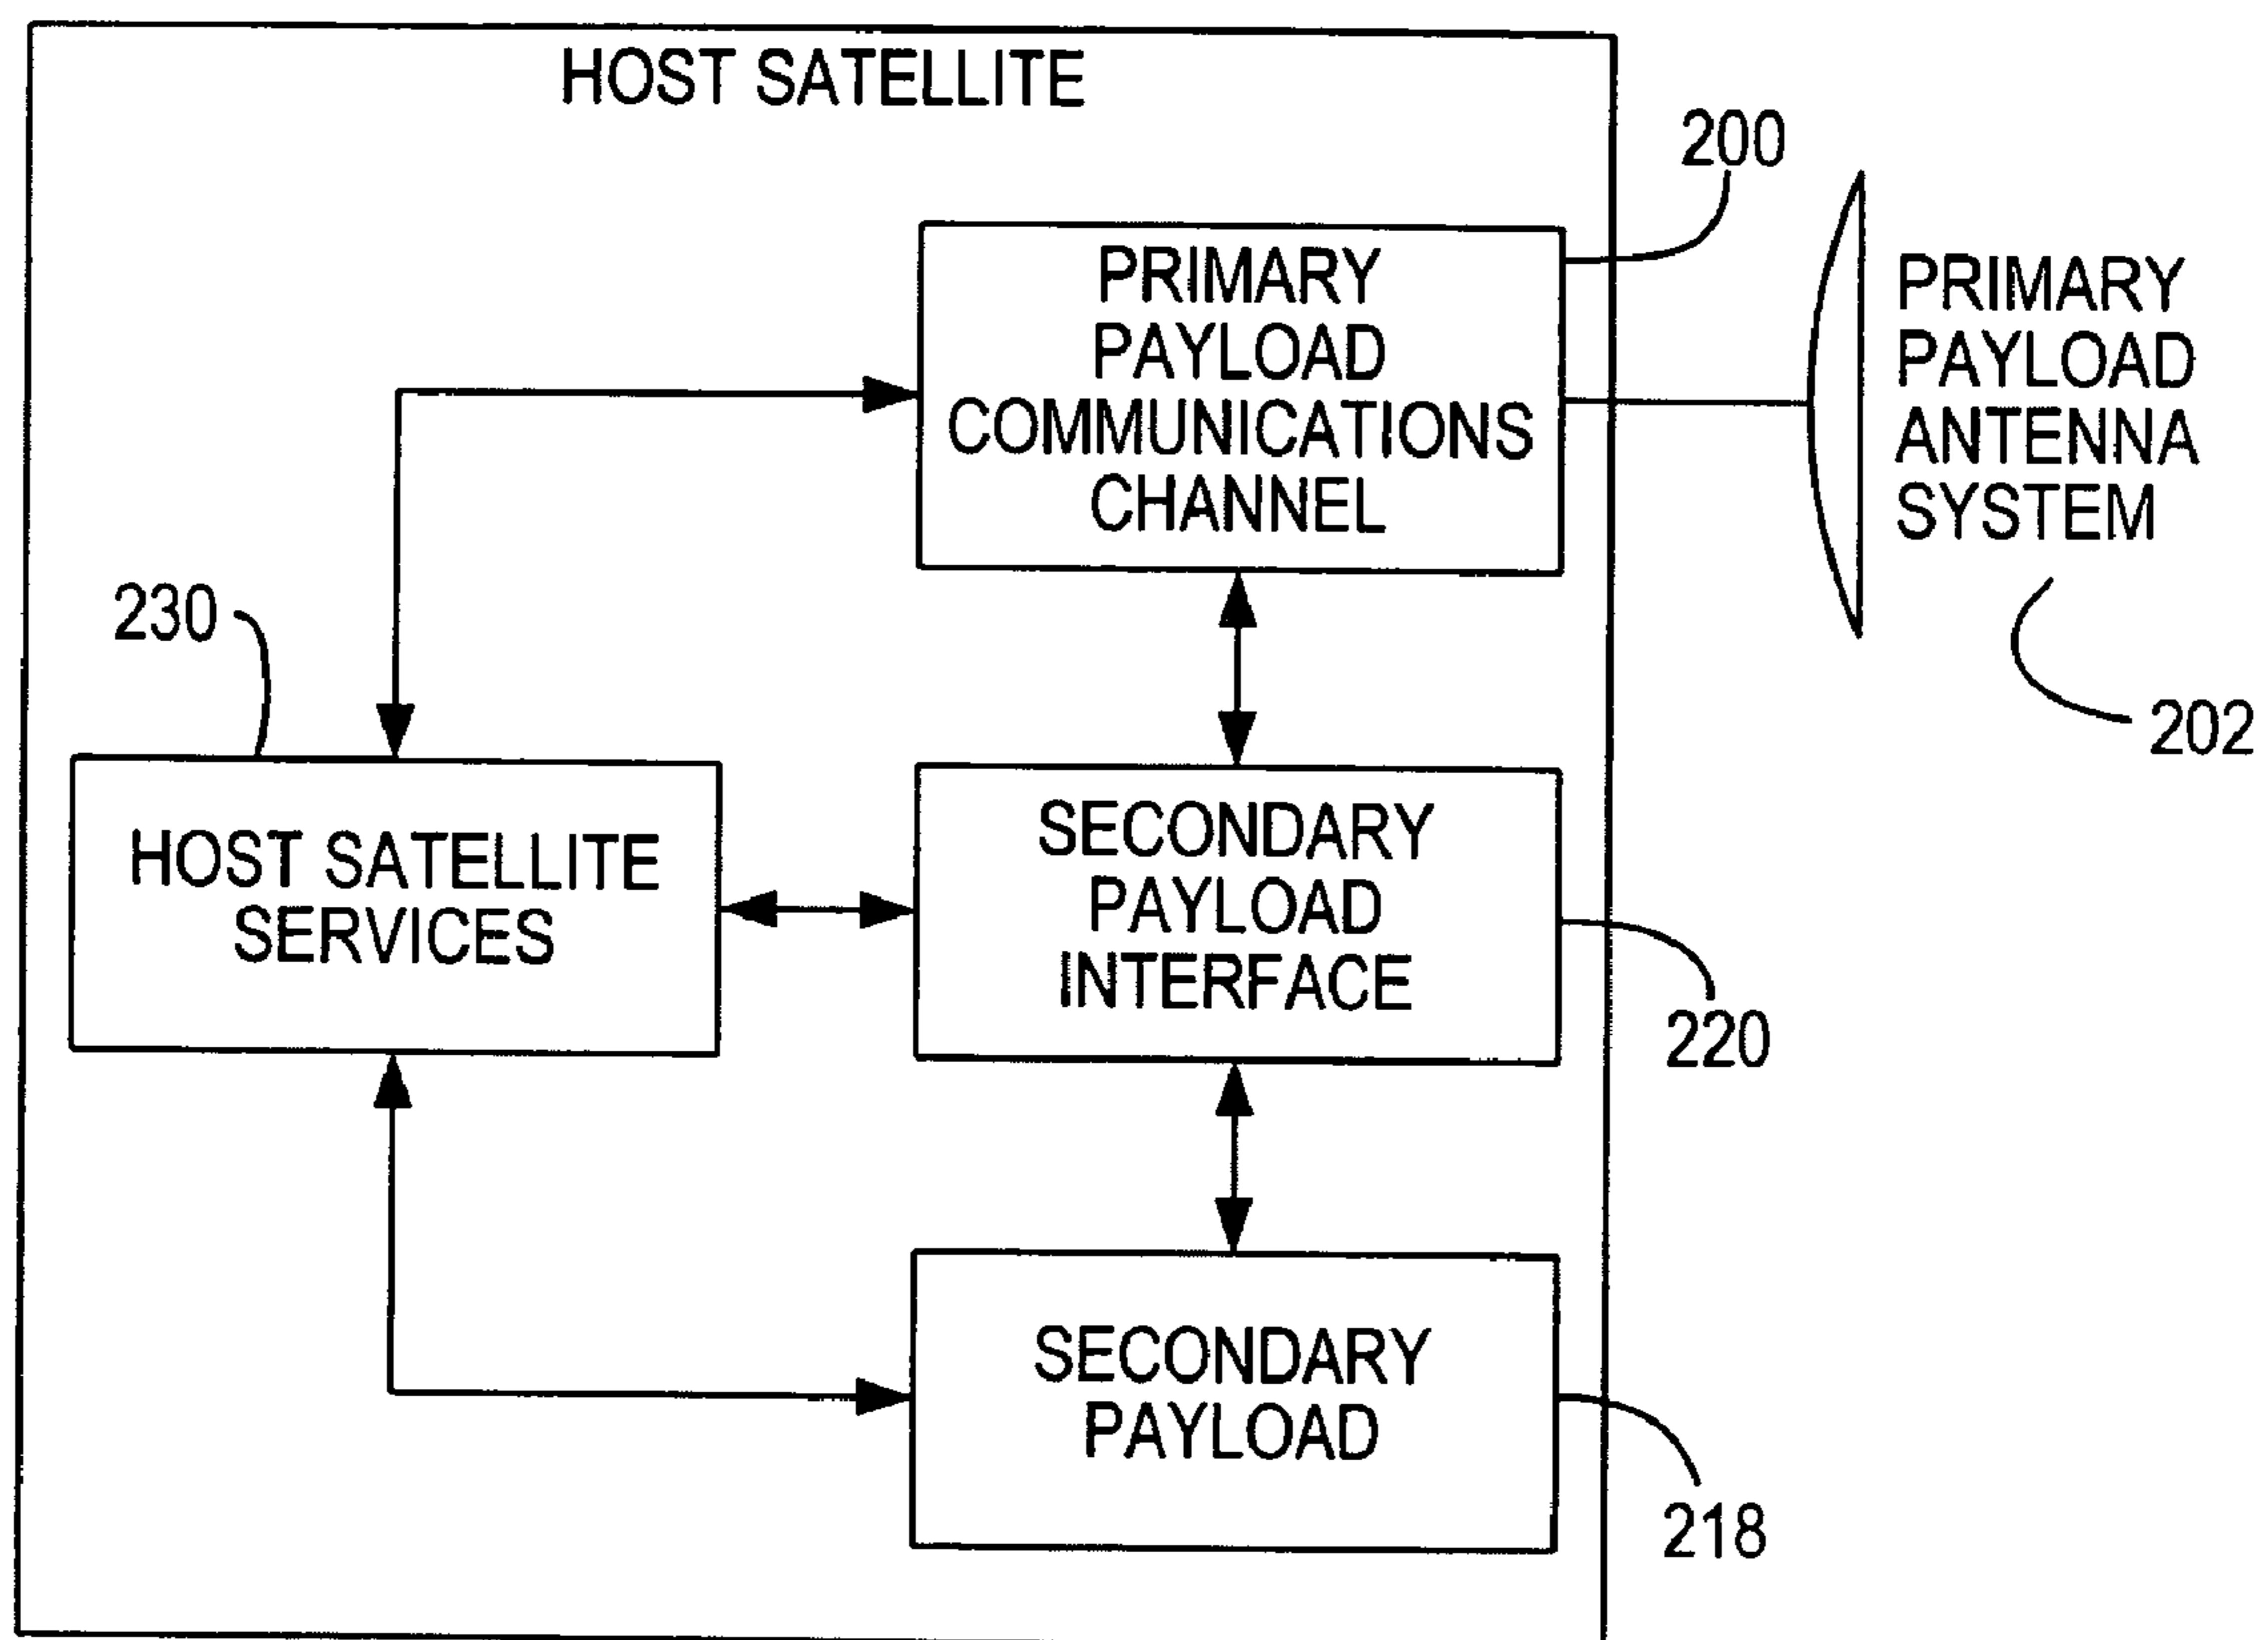 HOST SATELLITE
200
PRIMARY
PAYLOAD
COMMUNICATIONS
CHANNEL
PRIMARY
PAYLOAD
ANTENNA
SYSTEM
202
230
HOST SATELLITE
SERVICES
SECONDARY
PAYLOAD
INTERFACE
220
SECONDARY
PAYLOAD
218